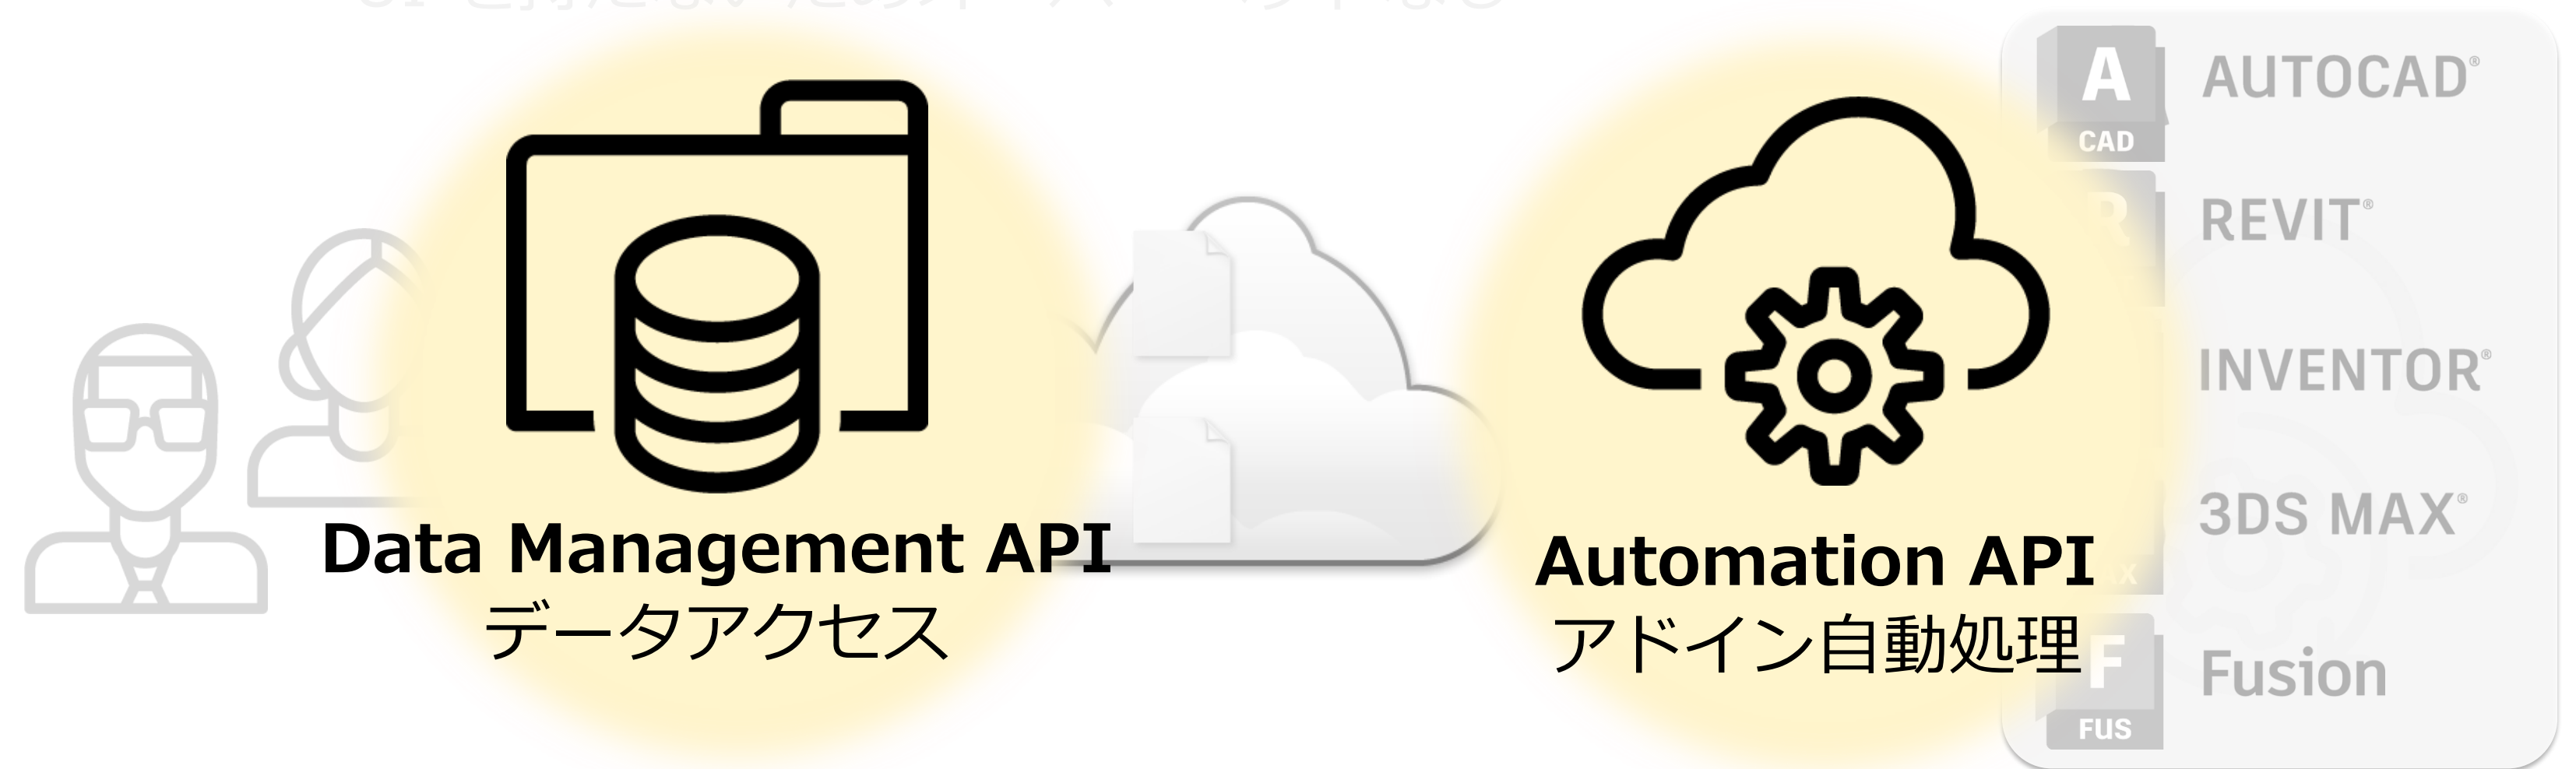 Data Management API
データアクセス
Automation API
アドイン自動処理
A
CAD
AUTOCAD®
R
REVIT®
INVENTOR®
3DS MAX®
F
FUS
Fusion